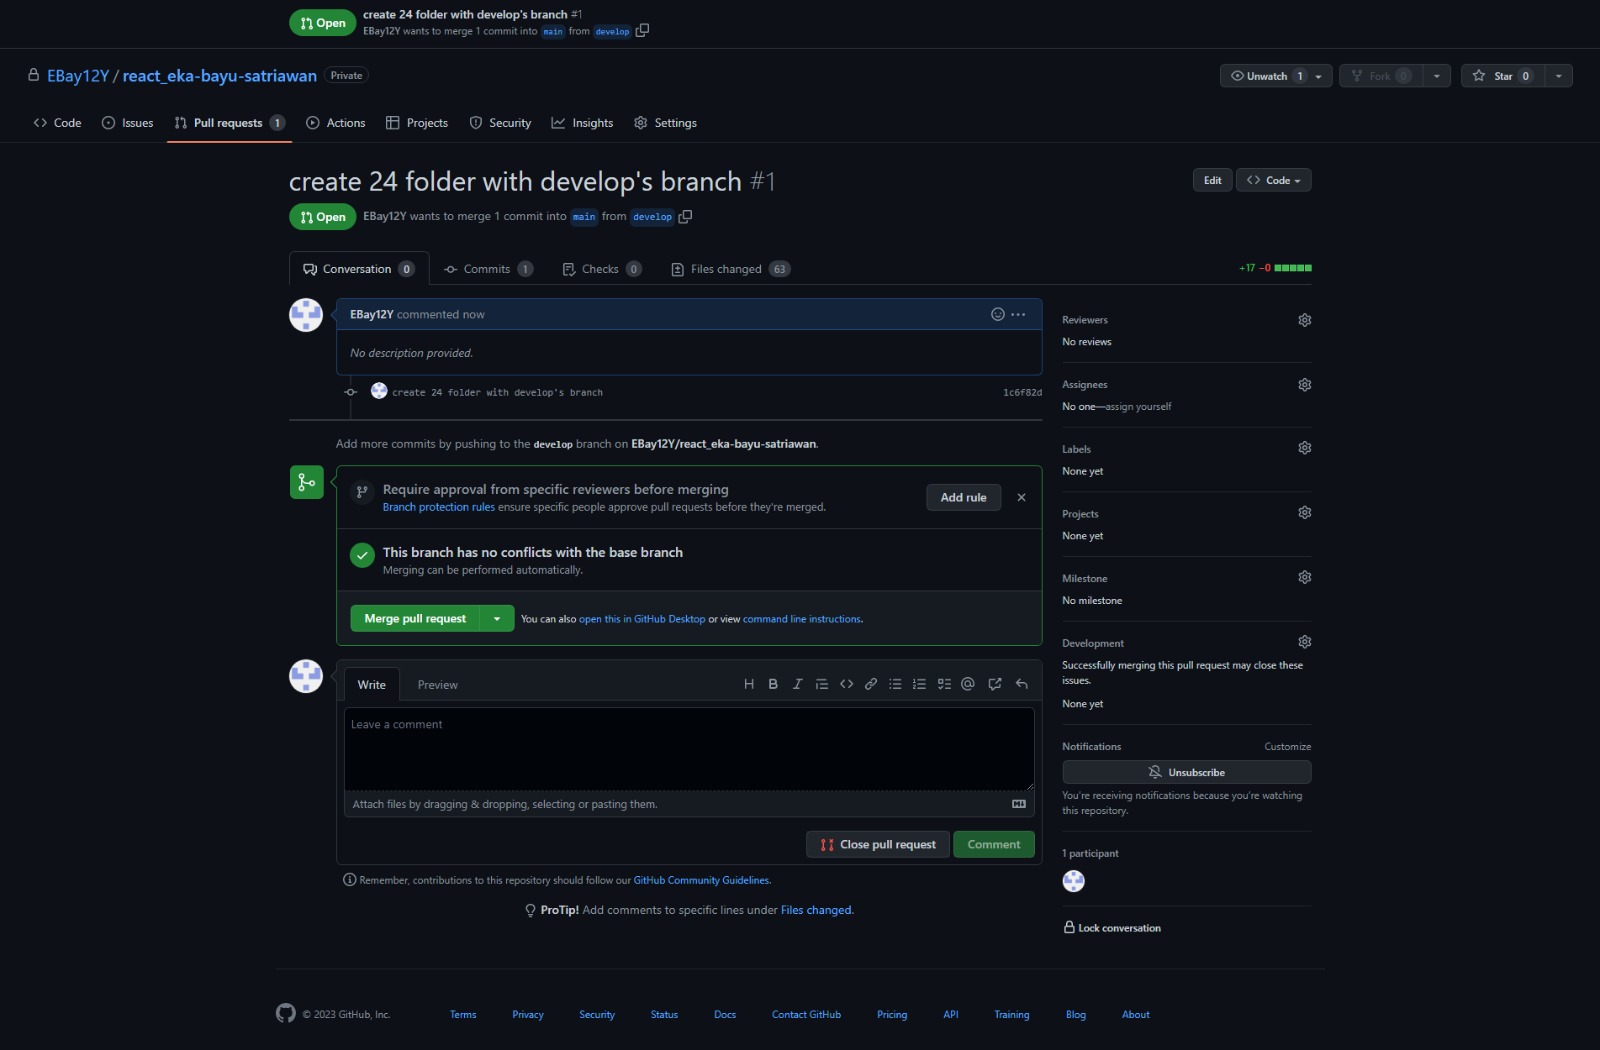 Open
create 24 folder with develop's branch #1
EBay12Y wants to merge 1 commit into main from develop
EBay12Y / react_eka-bayu-satriawan Private
Unwatch 1
Fork 0
Star 0
Code
Issues
Pull requests 1
Actions
Projects
Security
Insights
Settings
create 24 folder with develop's branch #1
Edit
Code
Open
EBay12Y wants to merge 1 commit into main from develop
Conversation 0
Commits 1
Checks 0
Files changed 63
+17 −0
EBay12Y commented now
No description provided.
create 24 folder with develop's branch
1c6f82d
Add more commits by pushing to the develop branch on EBay12Y/react_eka-bayu-satriawan.
Require approval from specific reviewers before merging
Branch protection rules ensure specific people approve pull requests before they're merged.
Add rule
This branch has no conflicts with the base branch
Merging can be performed automatically.
Merge pull request
You can also open this in GitHub Desktop or view command line instructions.
Write
Preview
Leave a comment
Attach files by dragging & dropping, selecting or pasting them.
Close pull request
Comment
Remember, contributions to this repository should follow our GitHub Community Guidelines.
ProTip! Add comments to specific lines under Files changed.
Reviewers
No reviews
Assignees
No one—assign yourself
Labels
None yet
Projects
None yet
Milestone
No milestone
Development
Successfully merging this pull request may close these
issues.
None yet
Notifications
Customize
Unsubscribe
You're receiving notifications because you're watching
this repository.
1 participant
Lock conversation
© 2023 GitHub, Inc.
Terms
Privacy
Security
Status
Docs
Contact GitHub
Pricing
API
Training
Blog
About